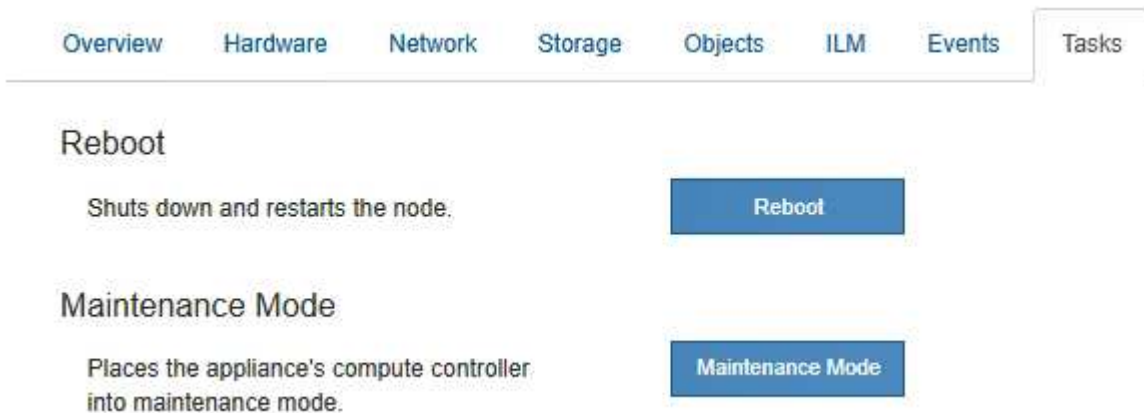 Overview Hardware Network Storage Objects ILM Events Tasks
Reboot
Shuts down and restarts the node. Reboot
Maintenance Mode
Places the appliance's compute controller Maintenance Mode
into maintenance mode.